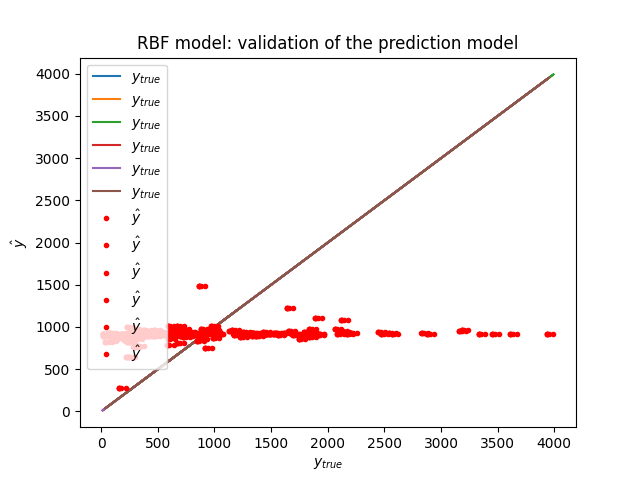 RBF model: validation of the prediction model
4000
3500
3000
2500
2000
1500
1000
500
0
ŷ
y_true
y_true
y_true
y_true
y_true
y_true
ŷ
ŷ
ŷ
ŷ
ŷ
ŷ
0 500 1000 1500 2000 2500 3000 3500 4000
y_true